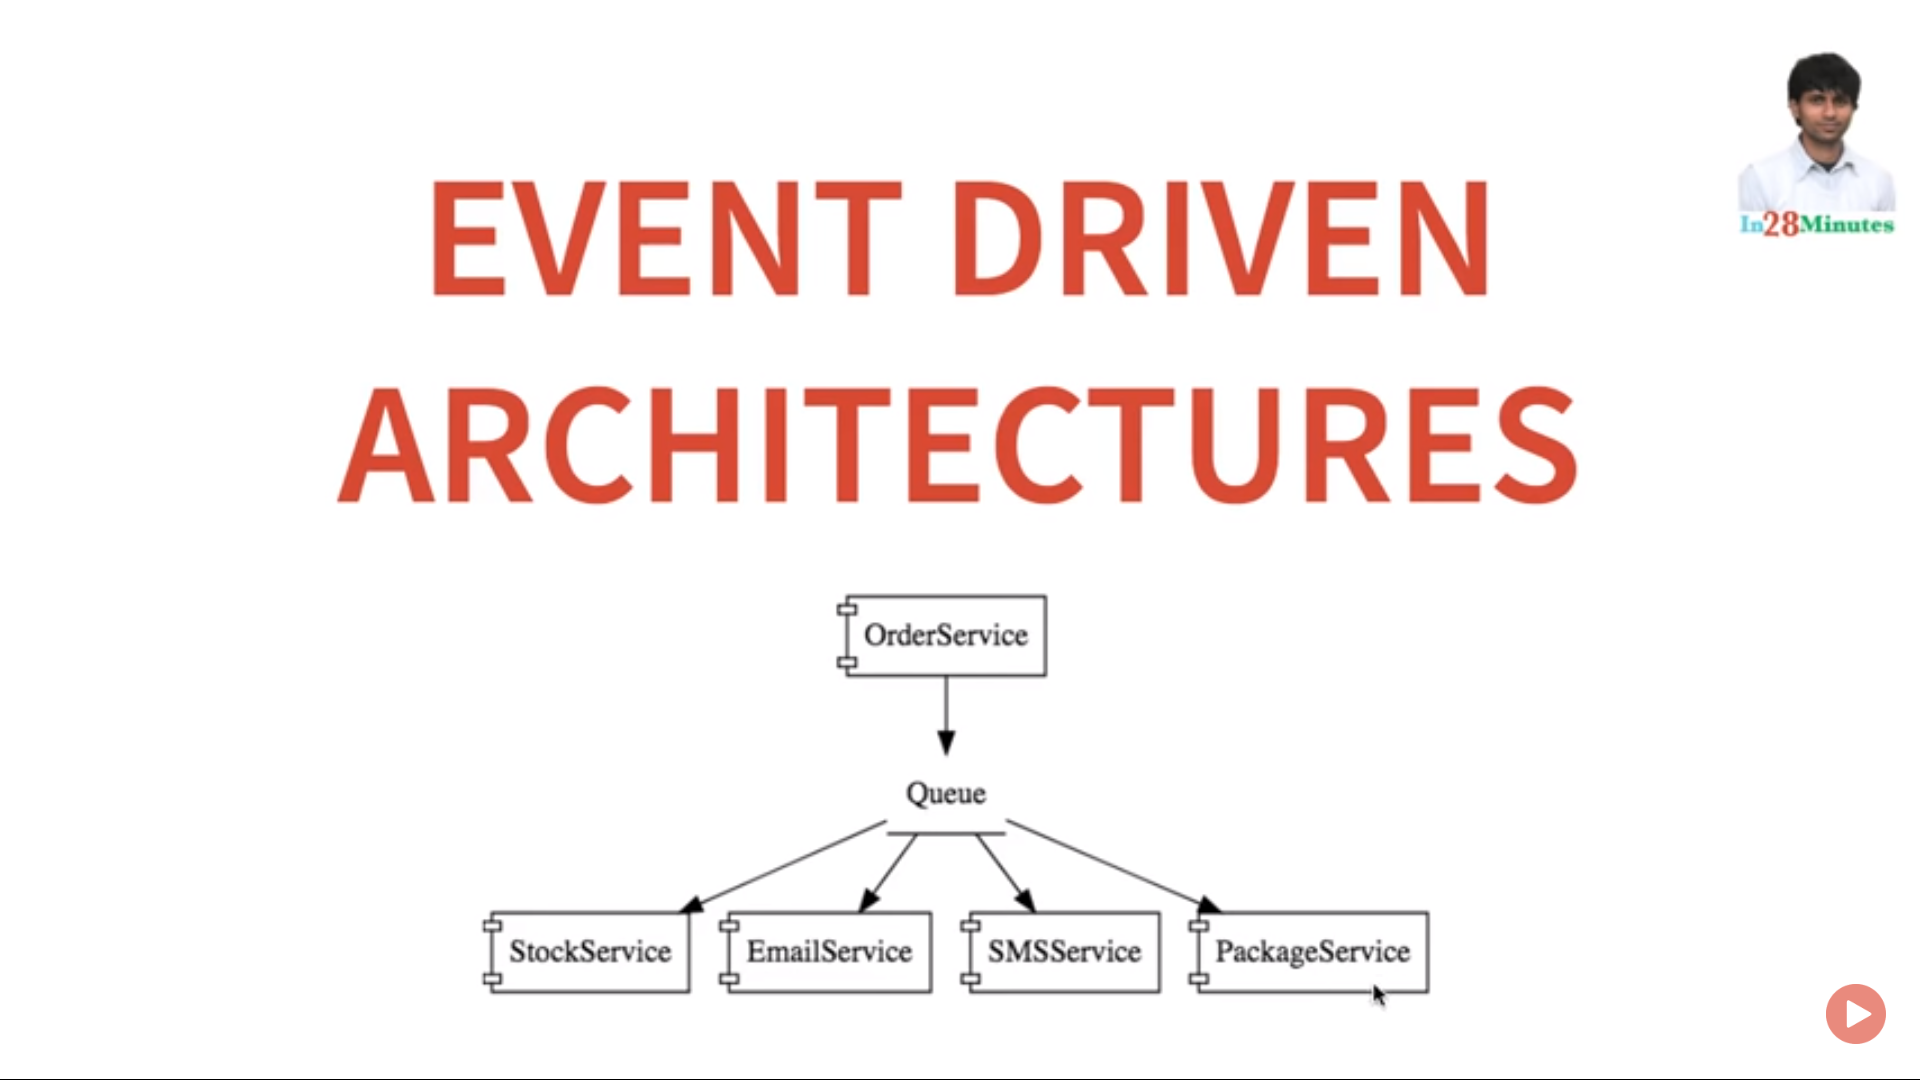 In28Minutes
EVENT DRIVEN
ARCHITECTURES
OrderService
Queue
StockService
EmailService
SMSService
PackageService